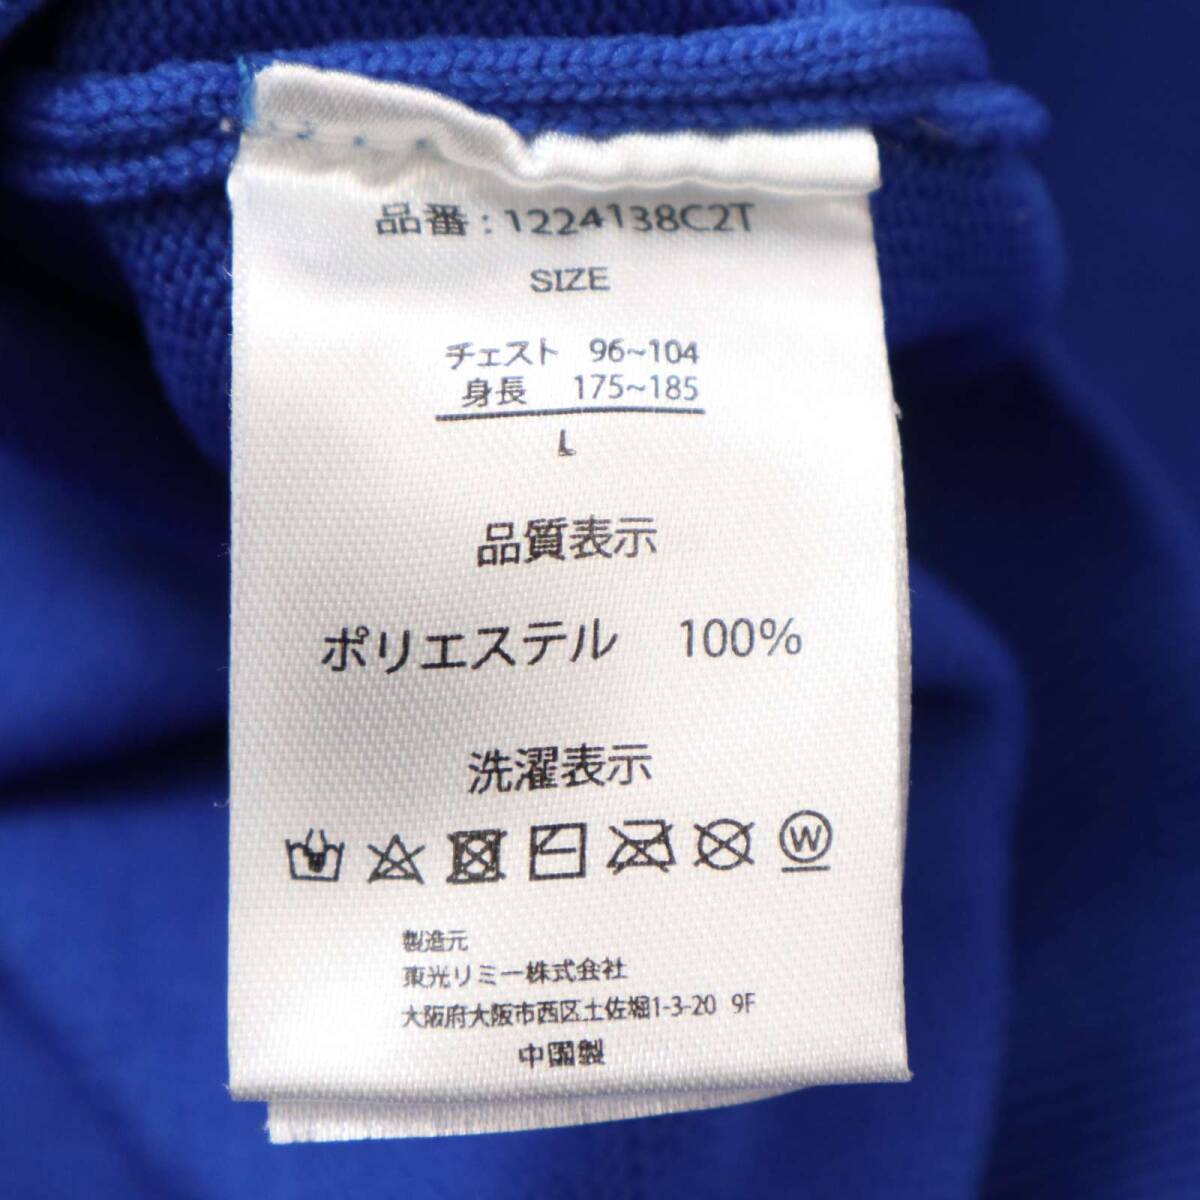 品番：1224138C2T
SIZE
チェスト 96~104
身長 175~185
L
品質表示
ポリエステル 100%
洗濯表示
W
製造元
東光リミー株式会社
大阪府大阪市西区土佐堀1-3-20 9F
中国製